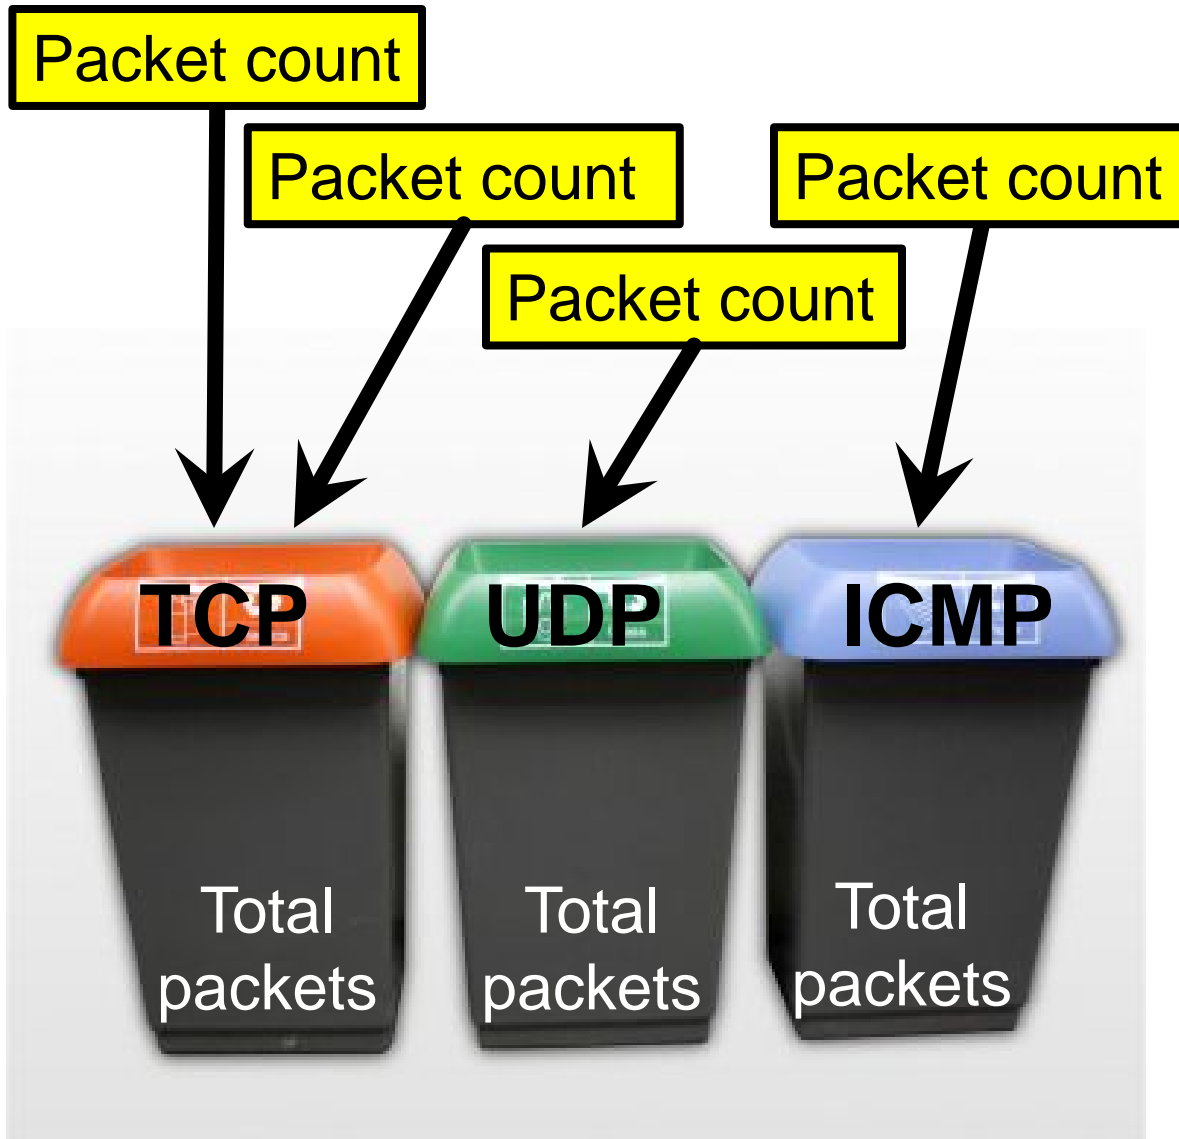 Packet count
Packet count
Packet count
Packet count
TCP
UDP
ICMP
Total
packets
Total
packets
Total
packets